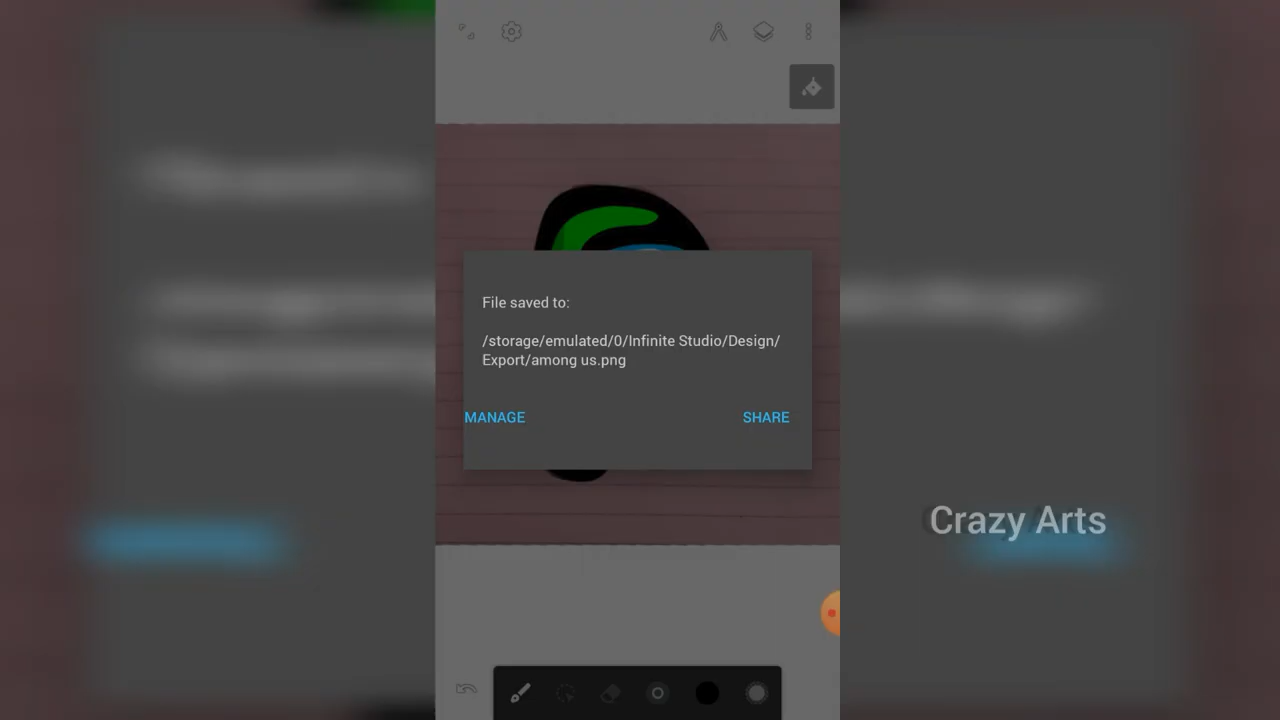 File saved to:
/storage/emulated/0/Infinite Studio/Design/
Export/among us.png
MANAGE
SHARE
Crazy Arts